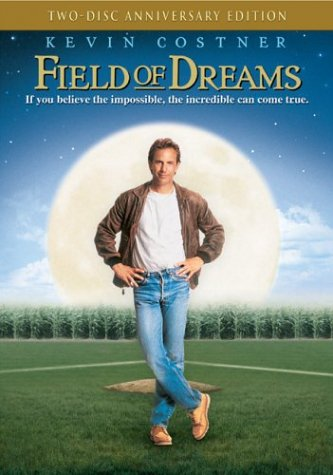 TWO-DISC ANNIVERSARY EDITION
KEVIN COSTNER
FIELD OF DREAMS
If you believe the impossible, the incredible can come true.